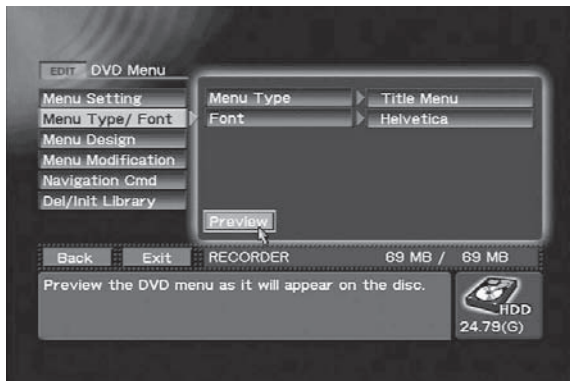 EDIT DVD Menu
Menu Setting
Menu Type/ Font
Menu Design
Menu Modification
Navigation Cmd
Del/Init Library
Menu Type Title Menu
Font Helvetica
Preview
Back Exit RECORDER 69 MB / 69 MB
Preview the DVD menu as it will appear on the disc.
HDD
24.79(G)